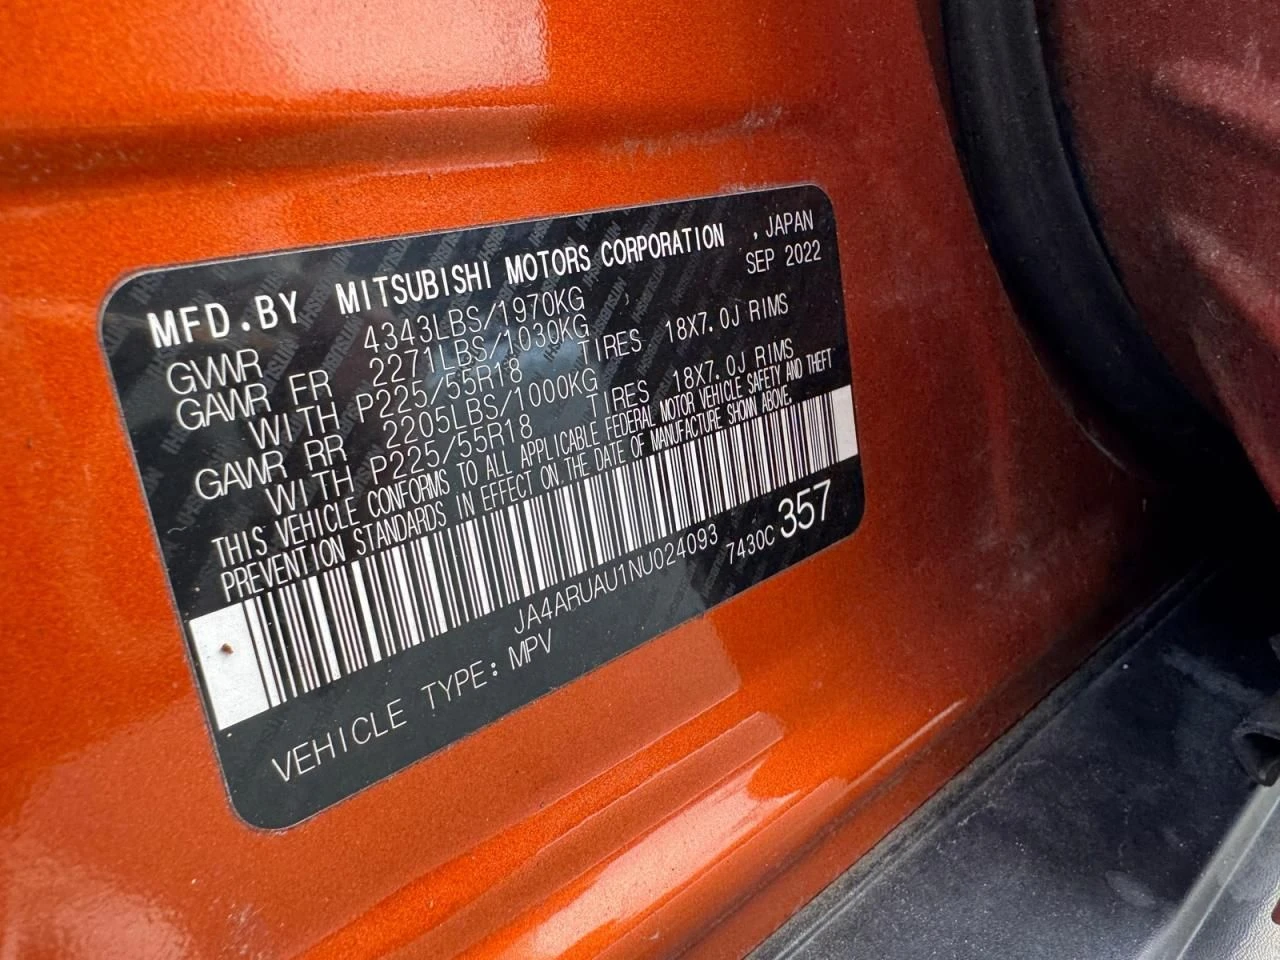 MFD.BY MITSUBISHI MOTORS CORPORATION , JAPAN
SEP 2022
GVWR 4343LBS/1970KG
GAWR FR 2271LBS/1030KG
WITH P225/55R18 TIRES 18X7.0J RIMS
GAWR RR 2205LBS/1000KG
WITH P225/55R18 TIRES 18X7.0J RIMS
THIS VEHICLE CONFORMS TO ALL APPLICABLE FEDERAL MOTOR VEHICLE SAFETY AND THEFT
PREVENTION STANDARDS IN EFFECT ON THE DATE OF MANUFACTURE SHOWN ABOVE.
JA4ARUAU1NU024093 7430C 357
VEHICLE TYPE: MPV